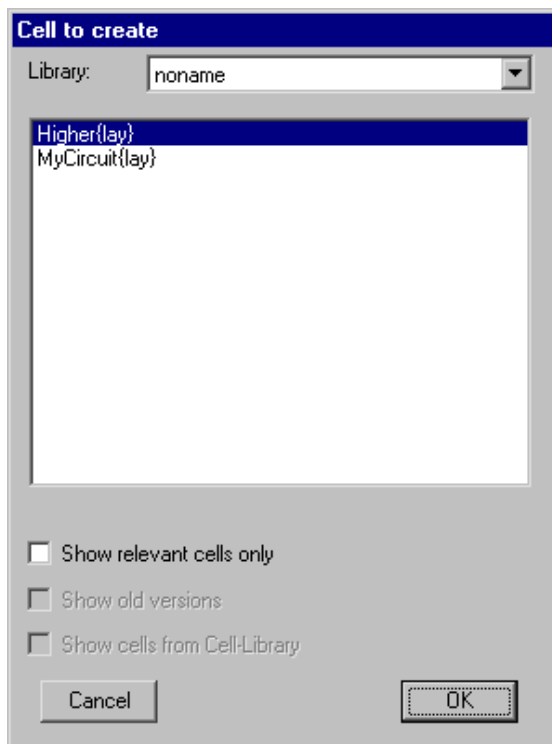 Cell to create
Library: noname
Higher{lay}
MyCircuit{lay}
Show relevant cells only
Show old versions
Show cells from Cell-Library
Cancel OK